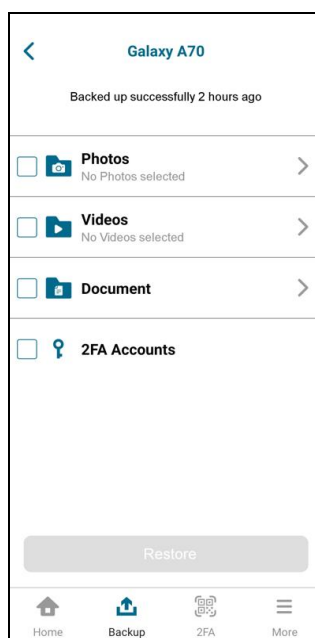 Galaxy A70
Backed up successfully 2 hours ago
Photos
No Photos selected
Videos
No Videos selected
Document
2FA Accounts
Restore
Home Backup 2FA More